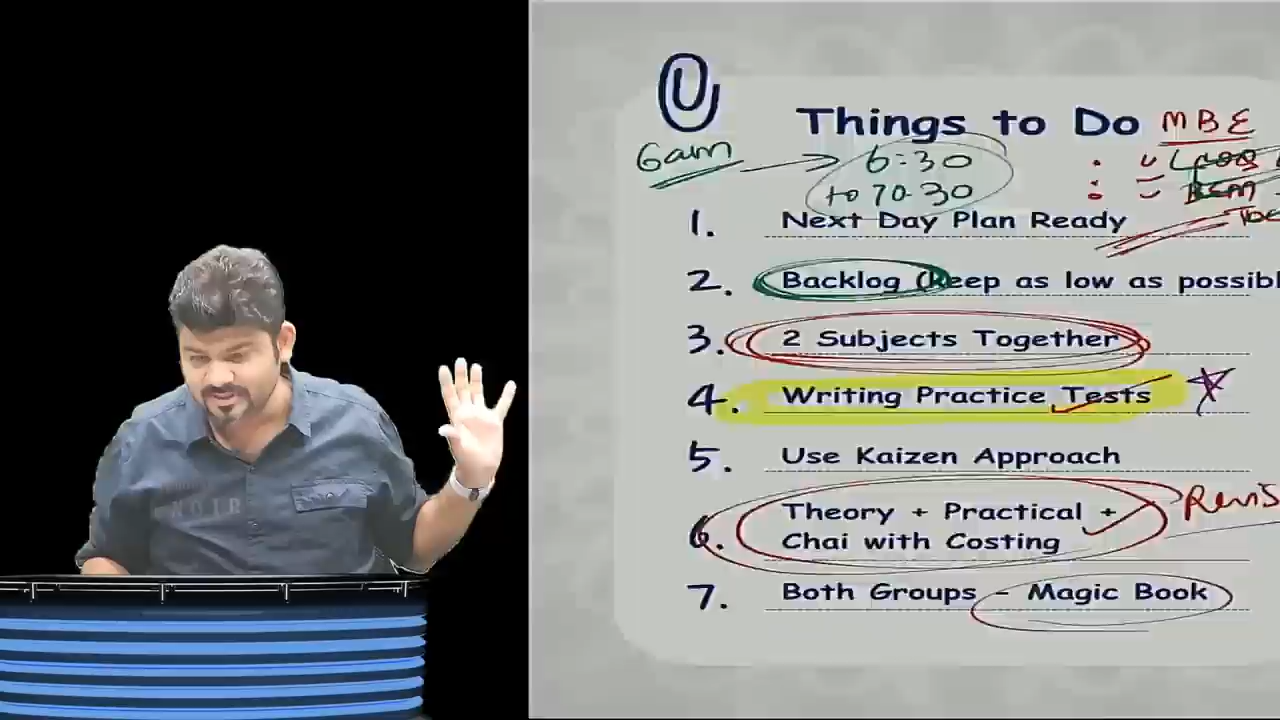 Things to Do MBE
6am
6:30
to 70.30
1. Next Day Plan Ready
2. Backlog (keep as low as possibl
3. 2 Subjects Together
4. Writing Practice Tests
5. Use Kaizen Approach
6. Theory + Practical + Revis
Chai with Costing
7. Both Groups - Magic Book